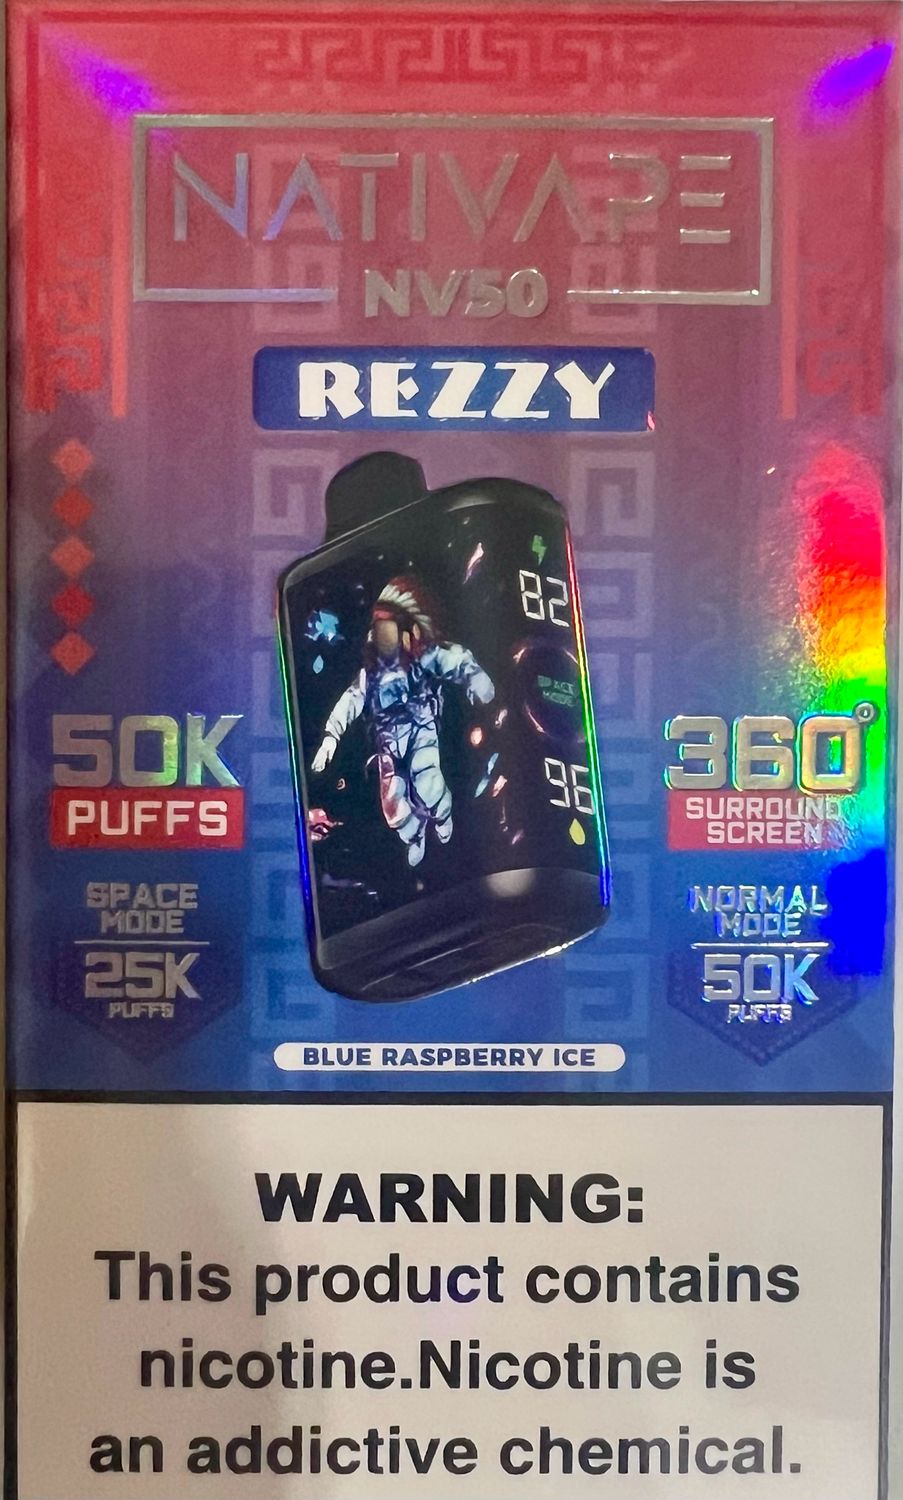 NATIVAPE
NV50
REZZY
82
SPACE
MODE
96
50K
PUFFS
360°
SURROUND
SCREEN
SPACE
MODE
25K
PUFFS
NORMAL
MODE
50K
PUFFS
BLUE RASPBERRY ICE
WARNING:
This product contains
nicotine.Nicotine is
an addictive chemical.